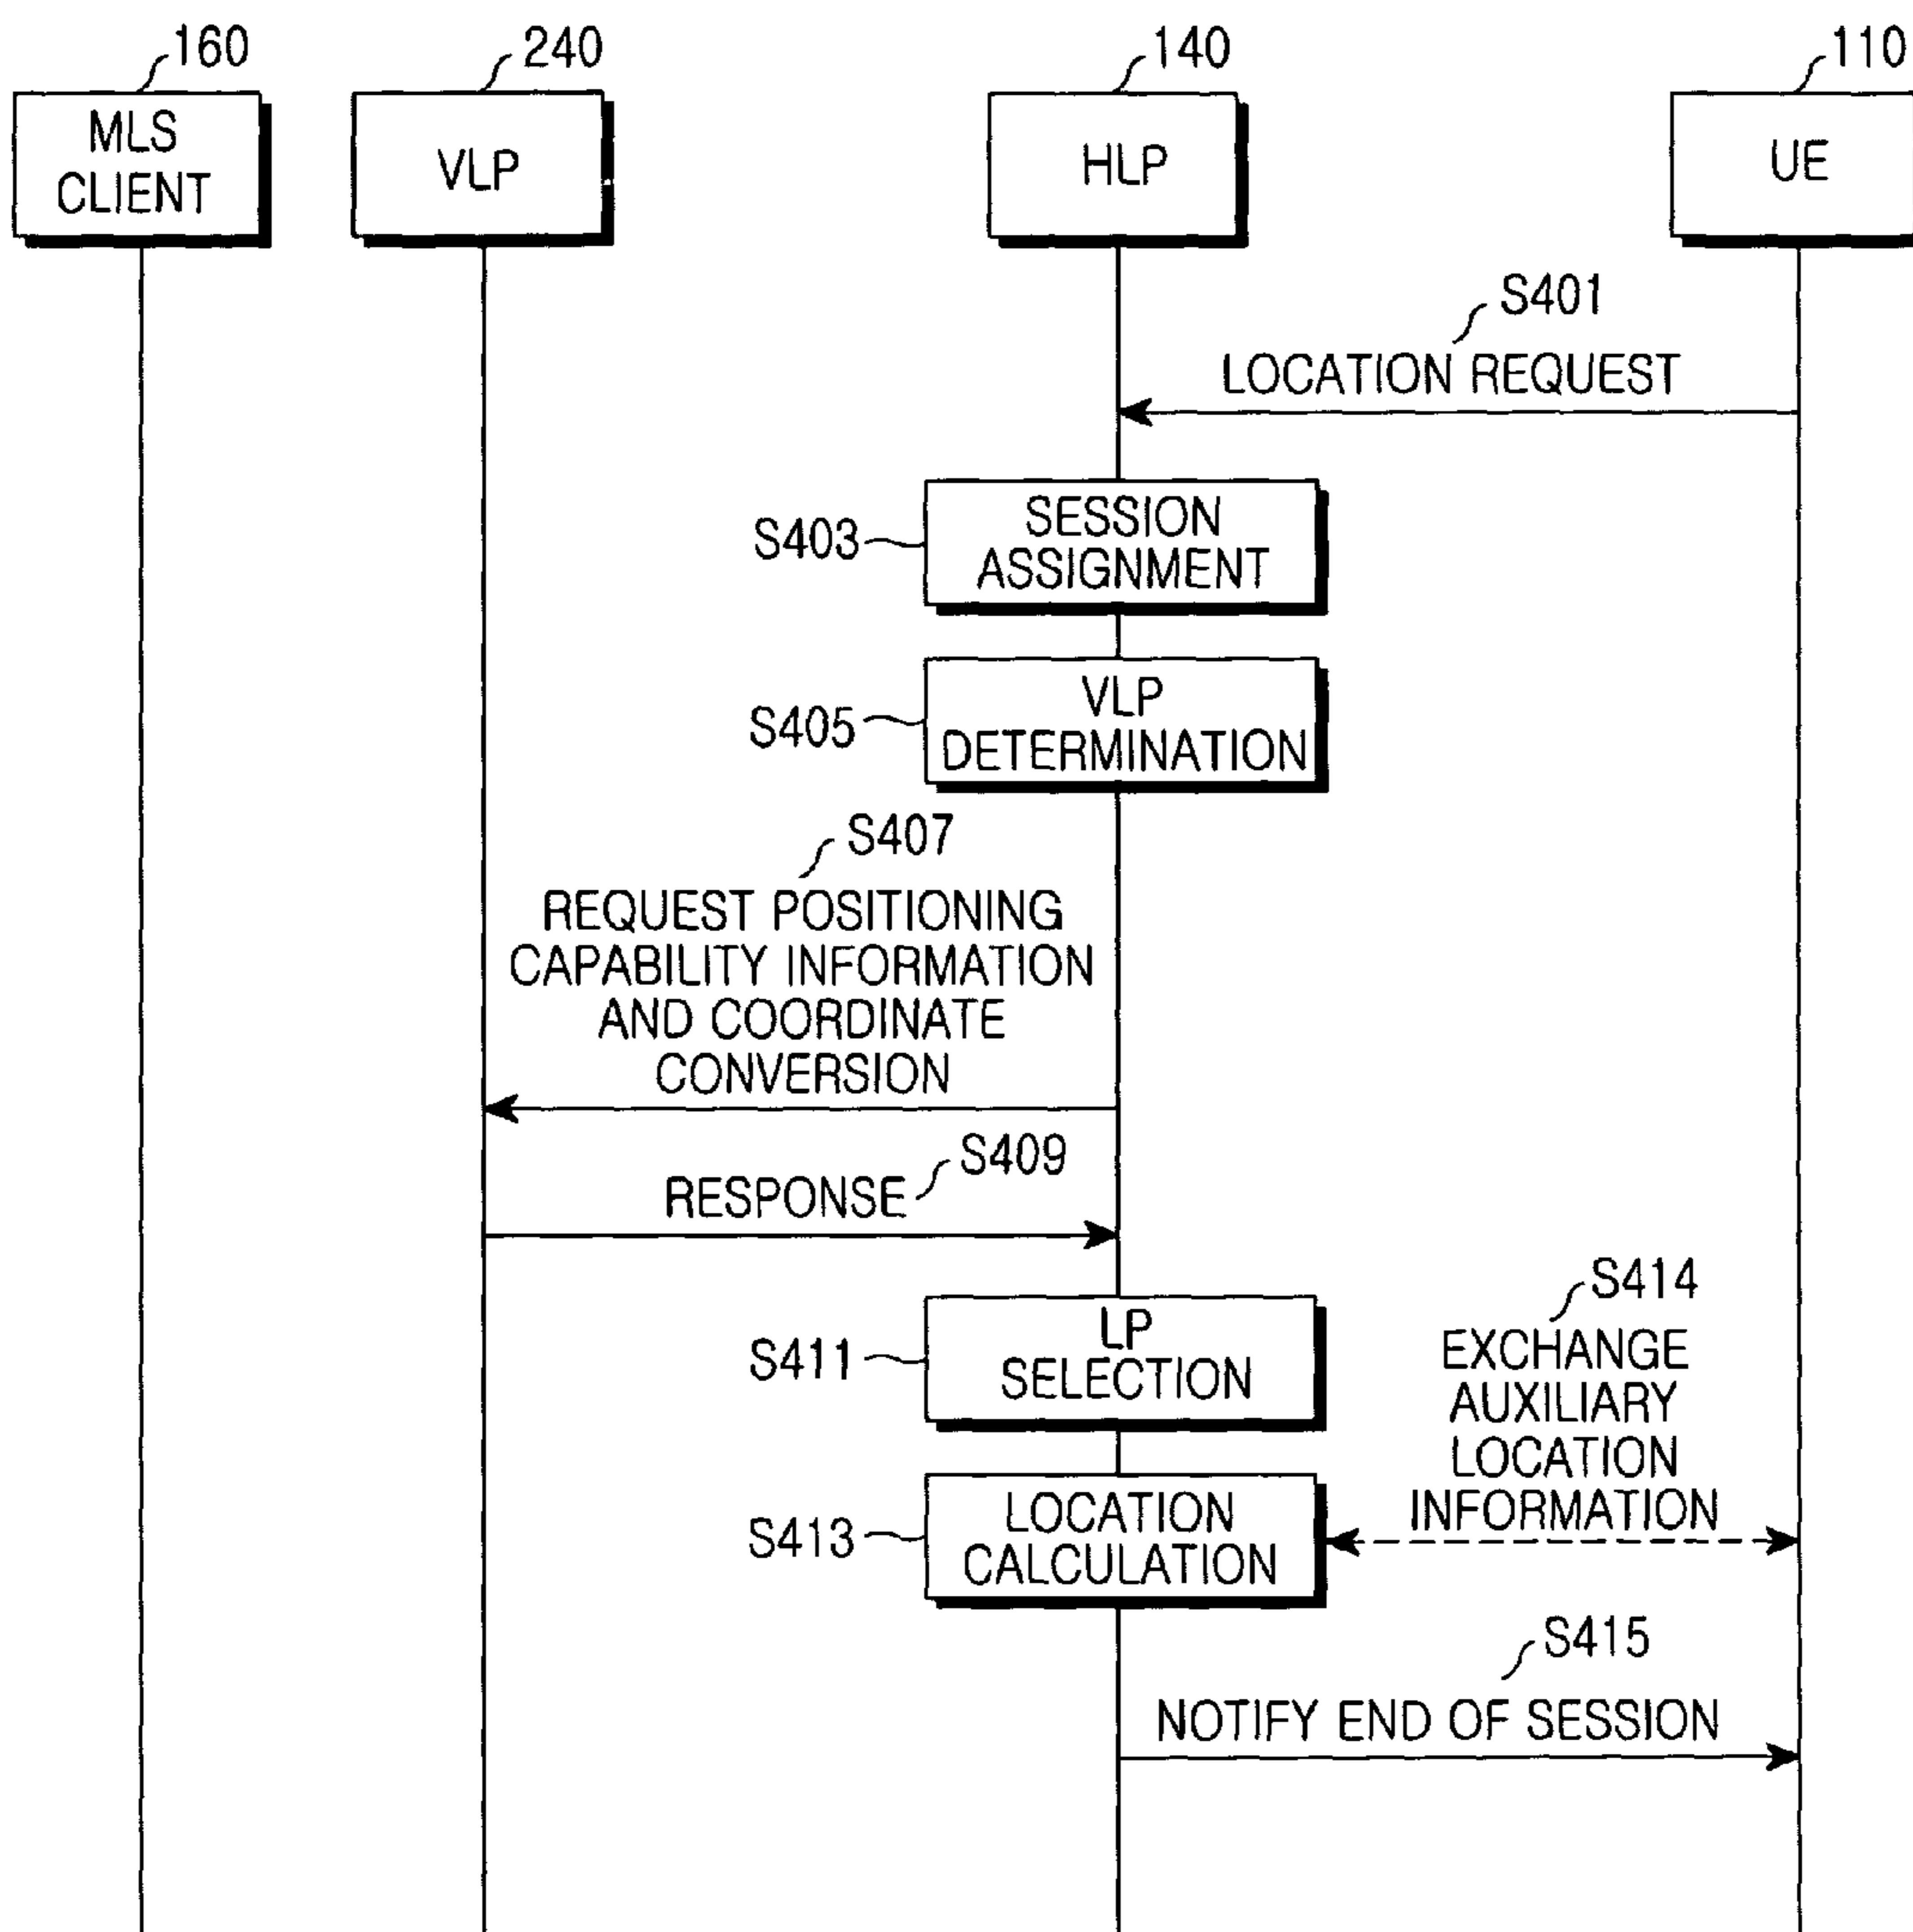 160
240
140
110
MLS
CLIENT
VLP
HLP
UE
S401
LOCATION REQUEST
S403
SESSION
ASSIGNMENT
S405
VLP
DETERMINATION
S407
REQUEST POSITIONING
CAPABILITY INFORMATION
AND COORDINATE
CONVERSION
S409
RESPONSE
S411
LP
SELECTION
S414
EXCHANGE
AUXILIARY
LOCATION
INFORMATION
S413
LOCATION
CALCULATION
S415
NOTIFY END OF SESSION